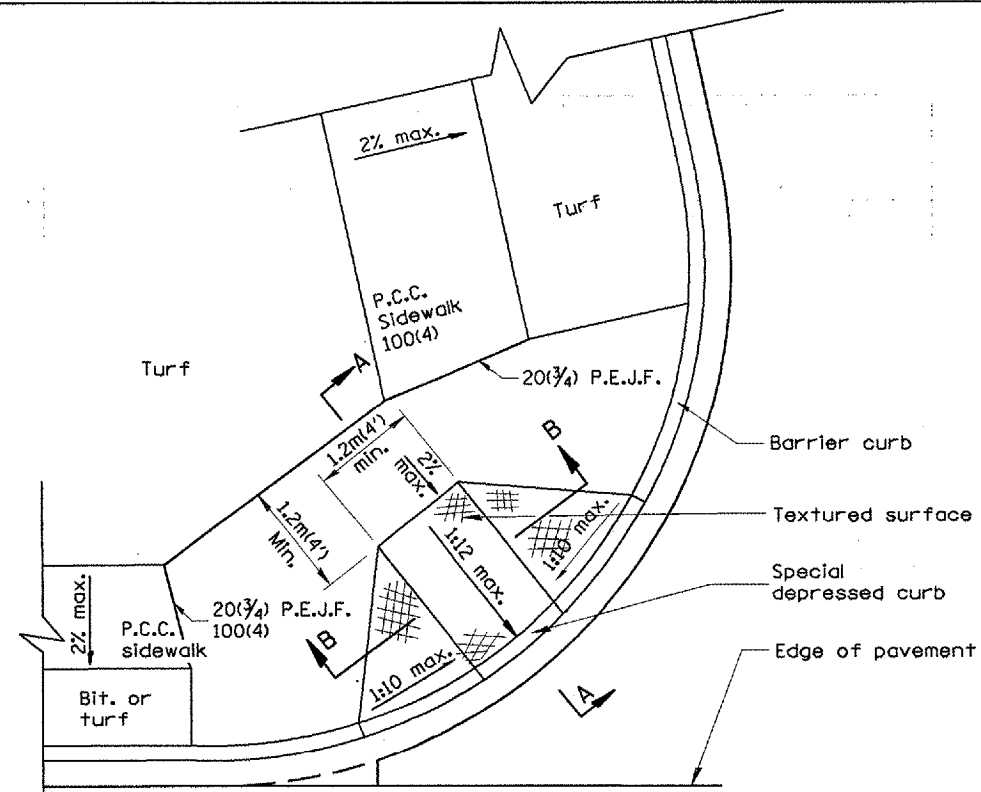 2% max.
Turf
P.C.C.
Sidewalk
100(4)
Turf
A
20(3/4) P.E.J.F.
1.2m(4')
min.
2%
max.
B
Barrier curb
1.2m(4')
Min.
Textured surface
1:12 max.
1:10 max.
Special
depressed curb
2% max.
P.C.C.
sidewalk
20(3/4) P.E.J.F.
100(4)
B
1:10 max.
Edge of pavement
Bit. or
turf
A